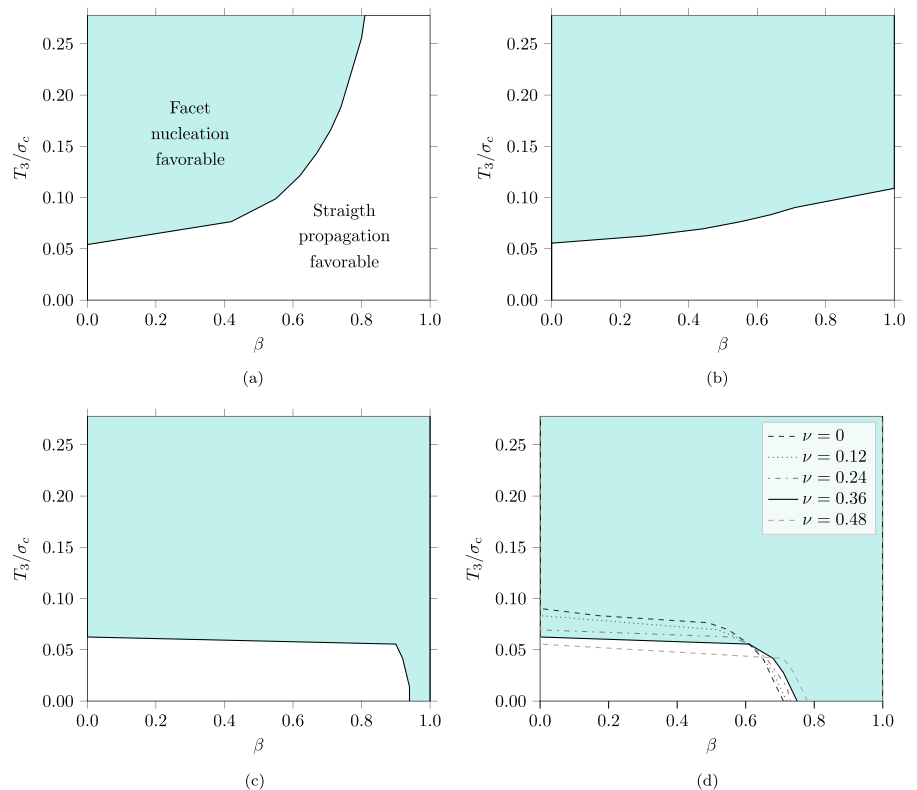 0.25
0.20
0.15
0.10
0.05
0.00
T₃/σ_c
Facet
nucleation
favorable
Straigth
propagation
favorable
0.0 0.2 0.4 0.6 0.8 1.0
β
(a)
0.25
0.20
0.15
0.10
0.05
0.00
T₃/σ_c
0.0 0.2 0.4 0.6 0.8 1.0
β
(b)
0.25
0.20
0.15
0.10
0.05
0.00
T₃/σ_c
0.0 0.2 0.4 0.6 0.8 1.0
β
(c)
0.25
0.20
0.15
0.10
0.05
0.00
T₃/σ_c
ν = 0
ν = 0.12
ν = 0.24
ν = 0.36
ν = 0.48
0.0 0.2 0.4 0.6 0.8 1.0
β
(d)